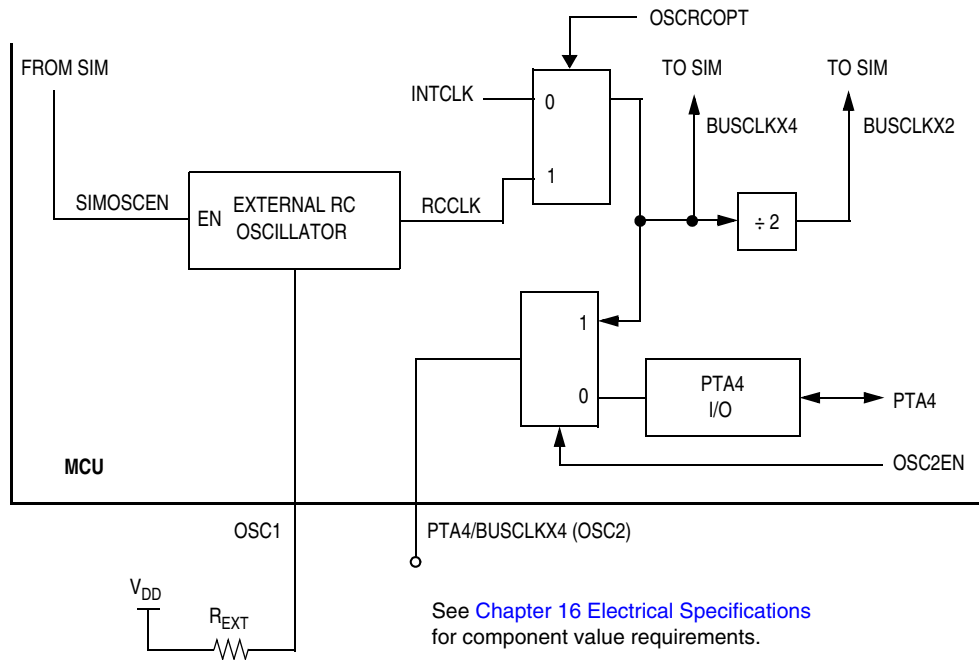 OSCRCOPT
FROM SIM
TO SIM
TO SIM
INTCLK
0
BUSCLKX4
BUSCLKX2
1
SIMOSCEN
EN
EXTERNAL RC
OSCILLATOR
RCCLK
÷ 2
1
0
PTA4
I/O
PTA4
MCU
OSC2EN
OSC1
PTA4/BUSCLKX4 (OSC2)
VDD
REXT
See Chapter 16 Electrical Specifications
for component value requirements.